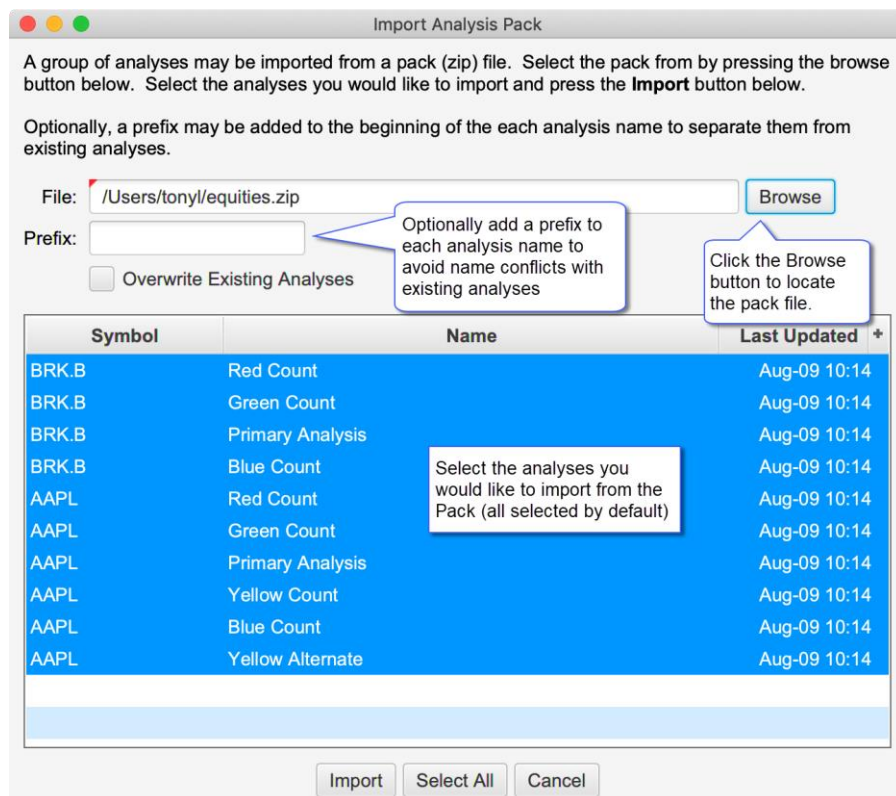 Import Analysis Pack
A group of analyses may be imported from a pack (zip) file. Select the pack from by pressing the browse
button below. Select the analyses you would like to import and press the Import button below.
Optionally, a prefix may be added to the beginning of the each analysis name to separate them from
existing analyses.
File: /Users/tonyl/equities.zip Browse
Prefix:
Optionally add a prefix to
each analysis name to
avoid name conflicts with
existing analyses
Click the Browse
button to locate
the pack file.
Overwrite Existing Analyses
Symbol Name Last Updated +
BRK.B Red Count Aug-09 10:14
BRK.B Green Count Aug-09 10:14
BRK.B Primary Analysis Aug-09 10:14
BRK.B Blue Count Aug-09 10:14
AAPL Red Count Aug-09 10:14
AAPL Green Count Aug-09 10:14
AAPL Primary Analysis Aug-09 10:14
AAPL Yellow Count Aug-09 10:14
AAPL Blue Count Aug-09 10:14
AAPL Yellow Alternate Aug-09 10:14
Select the analyses you
would like to import from the
Pack (all selected by default)
Import Select All Cancel